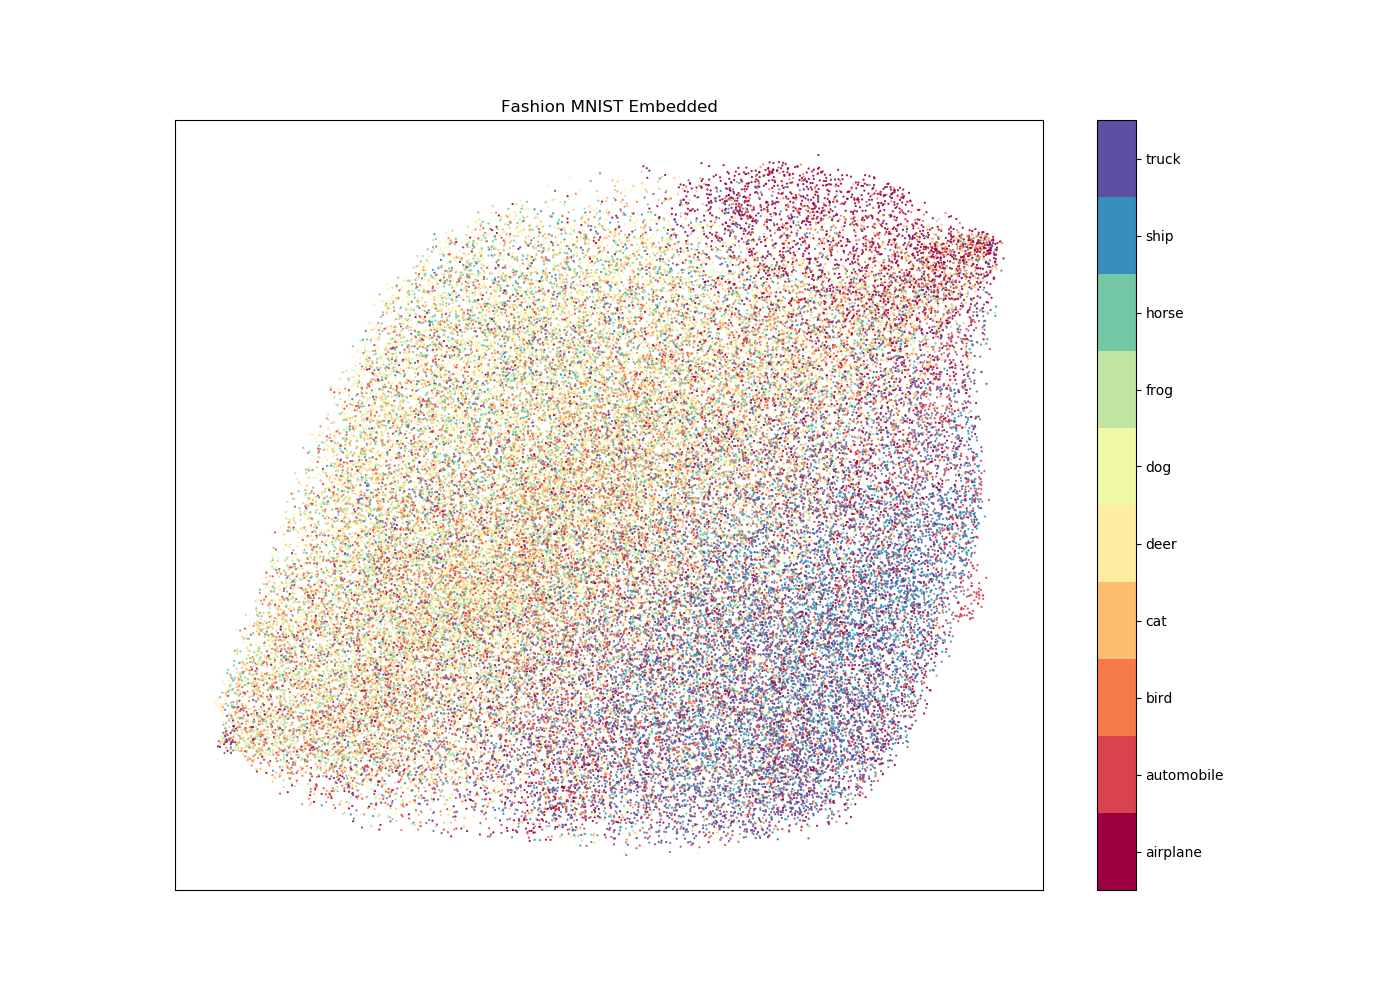 Fashion MNIST Embedded
truck
ship
horse
frog
dog
deer
cat
bird
automobile
airplane